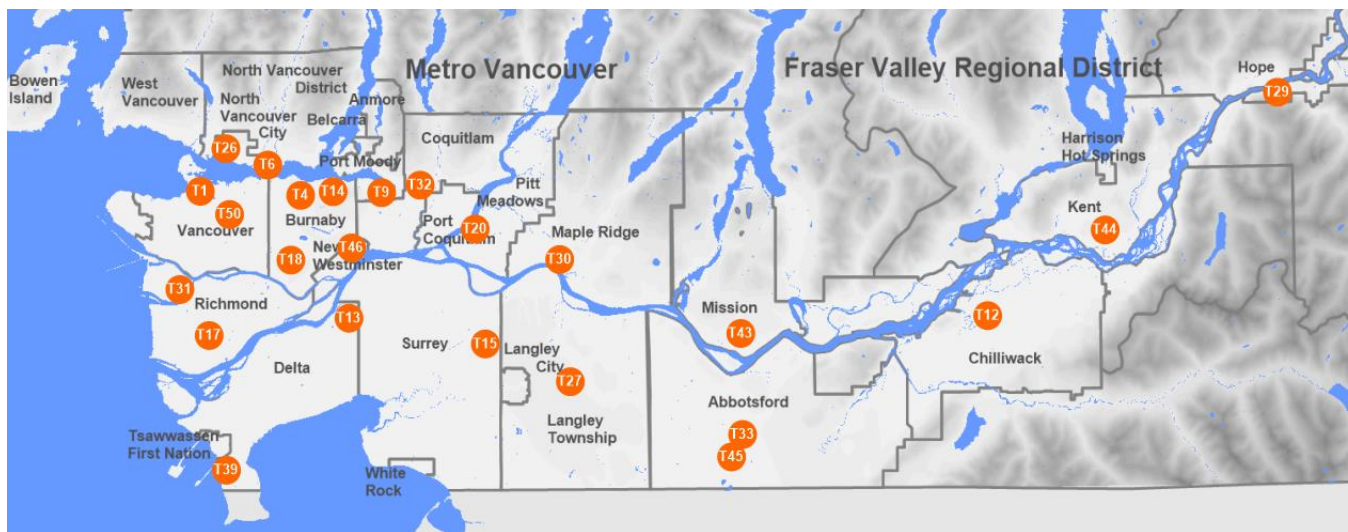 Metro Vancouver
Fraser Valley Regional District
Hope
T29
Bowen
Island
West
Vancouver
North Vancouver
District
North
Vancouver
City
Anmore
Belcarra
Coquitlam
Harrison
Hot Springs
T26
T6
Port Moody
T1
T4
T14
T9
T32
Pitt
Meadows
T50
Vancouver
Burnaby
Port
Coquitlam
T20
Maple Ridge
Kent
T44
T18
New
Westminster
T46
T30
T31
Richmond
T17
T13
Surrey
T15
Mission
T43
T12
Chilliwack
Delta
Langley
City
T27
Abbotsford
Langley
Township
T33
T45
Tsawwassen
First Nation
T39
White
Rock